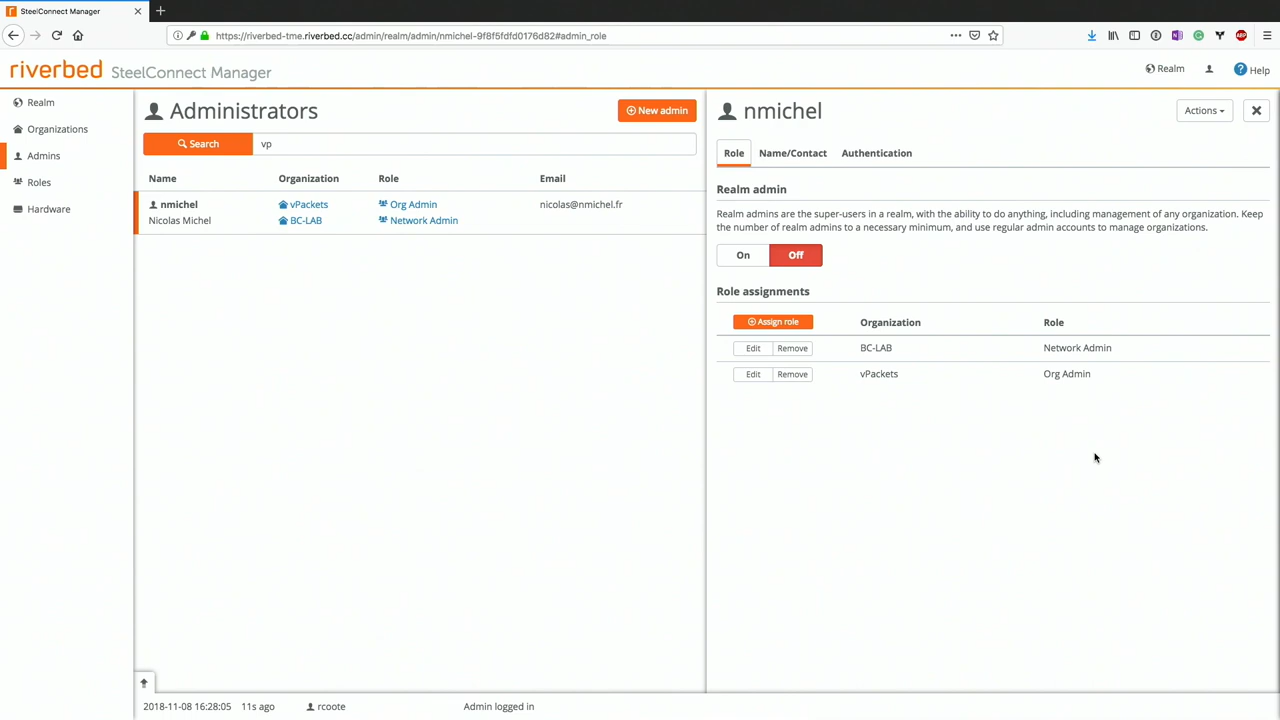 SteelConnect Manager
https://riverbed-tme.riverbed.cc/admin/realm/admin/nmichel-9f8f5fdfd0176d82#admin_role
riverbed SteelConnect Manager
Realm
Help
Realm
Organizations
Admins
Roles
Hardware
Administrators
New admin
Search
vp
Name Organization Role Email
nmichel vPackets Org Admin nicolas@nmichel.fr
Nicolas Michel BC-LAB Network Admin
nmichel
Actions
Role Name/Contact Authentication
Realm admin
Realm admins are the super-users in a realm, with the ability to do anything, including management of any organization. Keep
the number of realm admins to a necessary minimum, and use regular admin accounts to manage organizations.
On Off
Role assignments
Assign role Organization Role
Edit Remove BC-LAB Network Admin
Edit Remove vPackets Org Admin
2018-11-08 16:28:05 11s ago rcoote Admin logged in